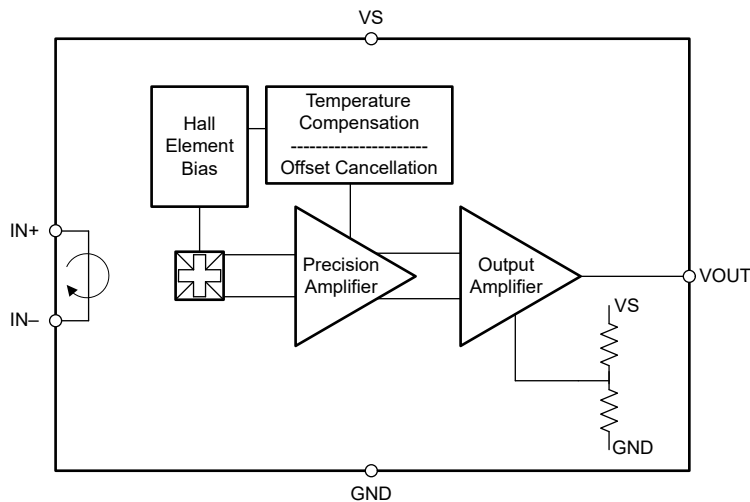 VS
Hall
Element
Bias
Temperature
Compensation
----------------------
Offset Cancellation
IN+
IN–
Precision
Amplifier
Output
Amplifier
VOUT
VS
GND
GND